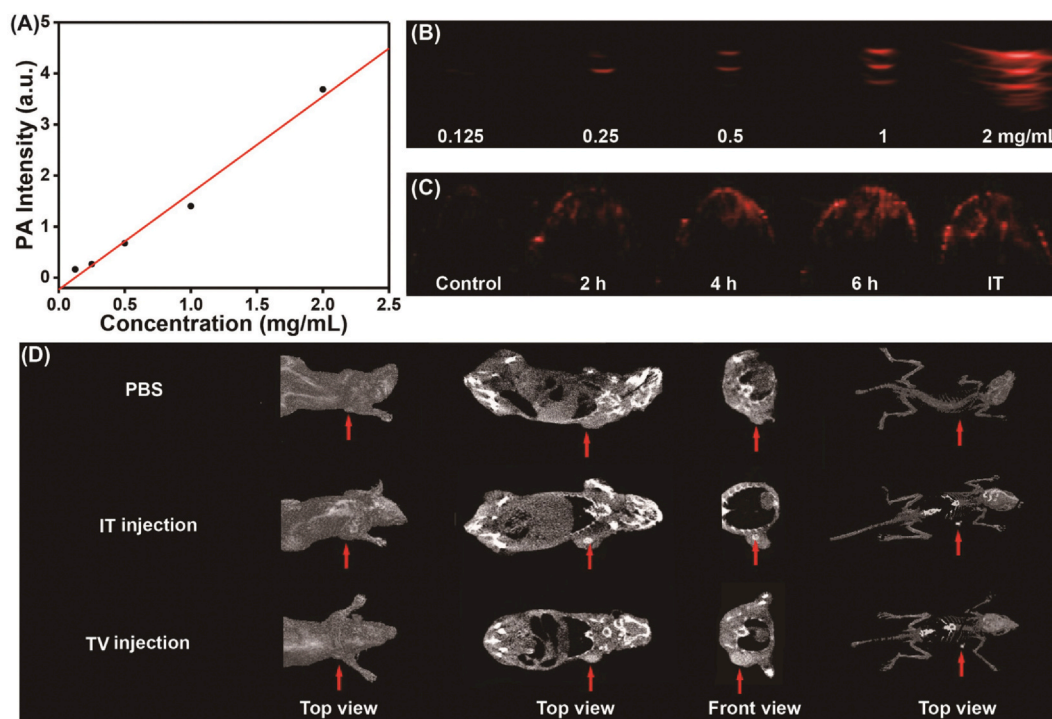 (A)
5
4
3
2
1
0
PA Intensity (a.u.)
0.0 0.5 1.0 1.5 2.0 2.5
Concentration (mg/mL)
(B)
0.125 0.25 0.5 1 2 mg/mL
(C)
Control 2 h 4 h 6 h IT
(D)
PBS
IT injection
TV injection
Top view Top view Front view Top view